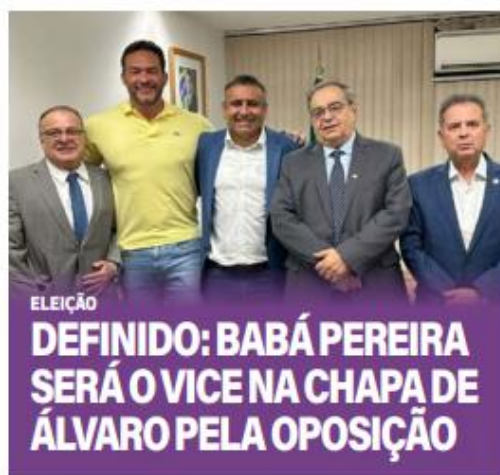 ELEIÇÃO
DEFINIDO: BABÁ PEREIRA
SERÁ O VICE NA CHAPA DE
ÁLVARO PELA OPOSIÇÃO